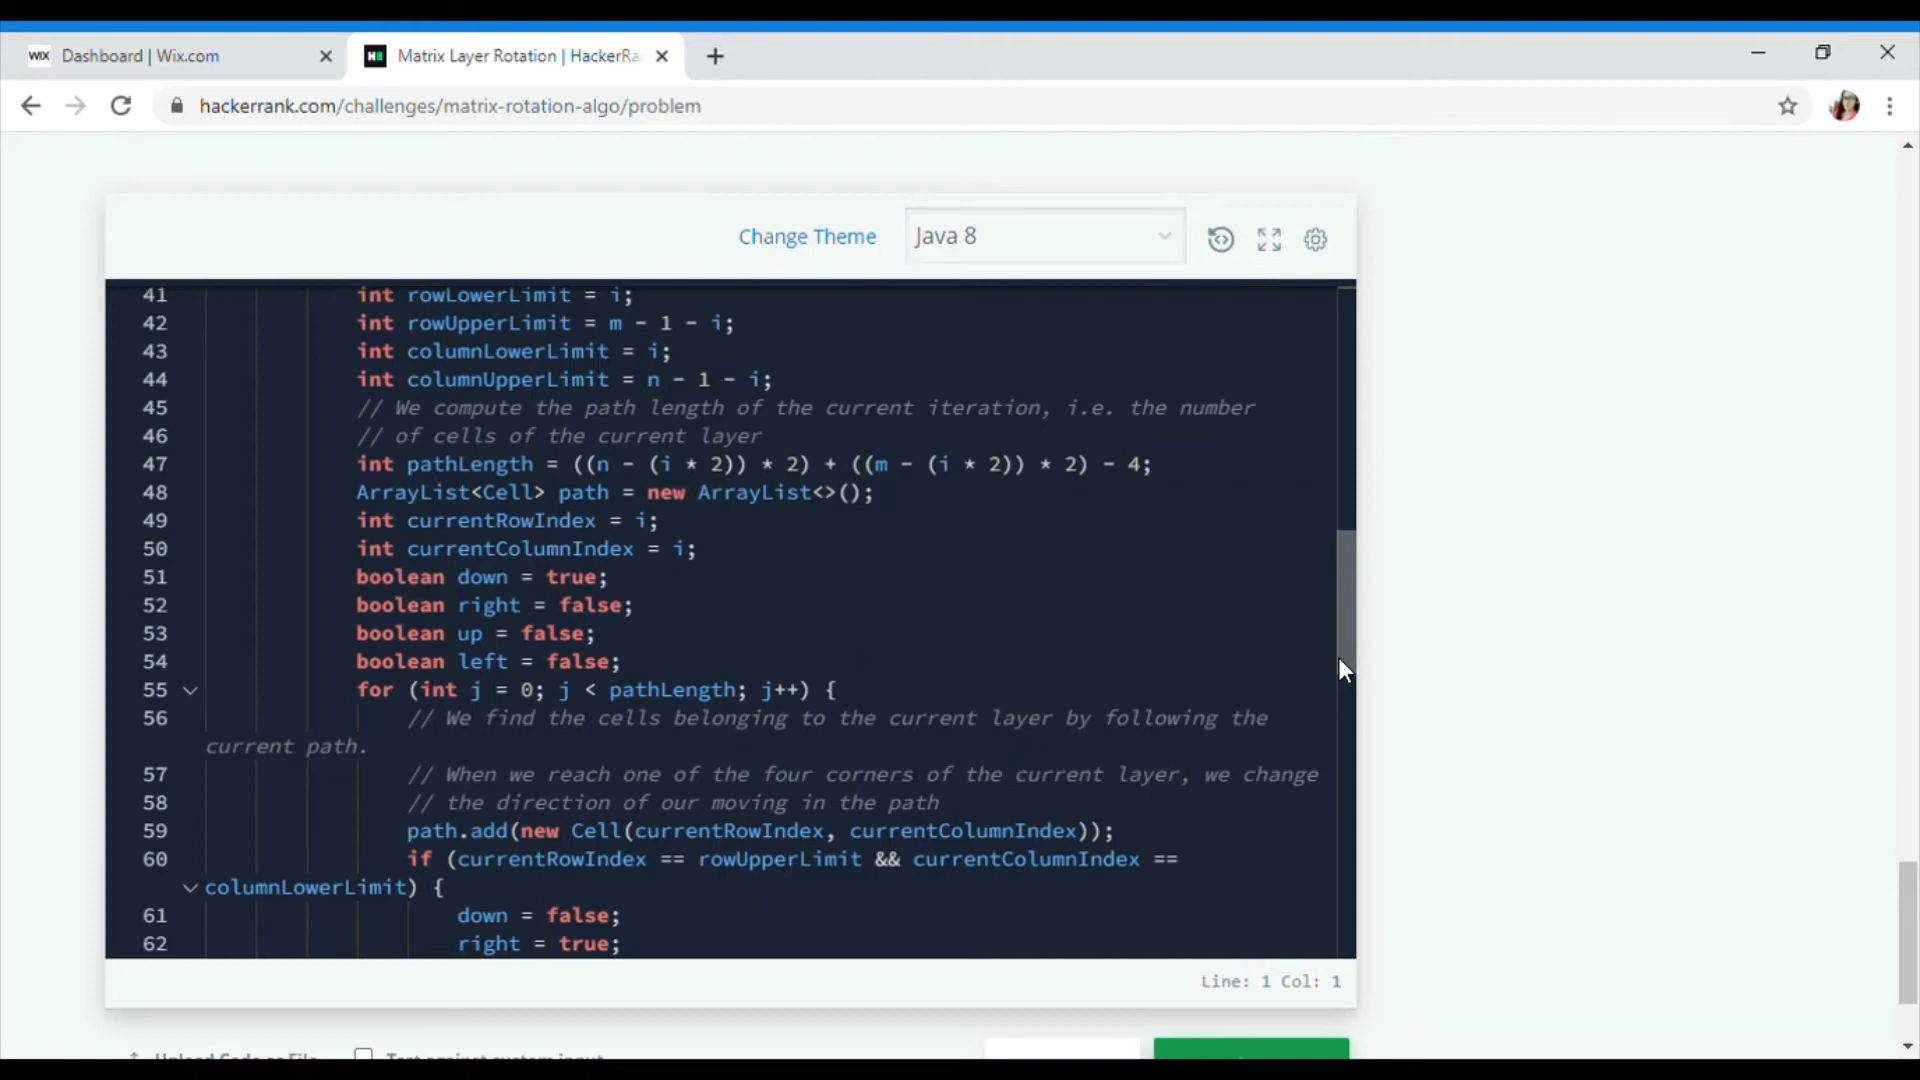 WIX Dashboard | Wix.com
Matrix Layer Rotation | HackerRa
hackerrank.com/challenges/matrix-rotation-algo/problem
Change Theme Java 8
41 int rowLowerLimit = i;
42 int rowUpperLimit = m - 1 - i;
43 int columnLowerLimit = i;
44 int columnUpperLimit = n - 1 - i;
45 // We compute the path length of the current iteration, i.e. the number
46 // of cells of the current layer
47 int pathLength = ((n - (i * 2)) * 2) + ((m - (i * 2)) * 2) - 4;
48 ArrayList<Cell> path = new ArrayList<>();
49 int currentRowIndex = i;
50 int currentColumnIndex = i;
51 boolean down = true;
52 boolean right = false;
53 boolean up = false;
54 boolean left = false;
55 for (int j = 0; j < pathLength; j++) {
56 // We find the cells belonging to the current layer by following the
current path.
57 // When we reach one of the four corners of the current layer, we change
58 // the direction of our moving in the path
59 path.add(new Cell(currentRowIndex, currentColumnIndex));
60 if (currentRowIndex == rowUpperLimit && currentColumnIndex ==
columnLowerLimit) {
61 down = false;
62 right = true;
Line: 1 Col: 1
Upload Code as File Test against custom input